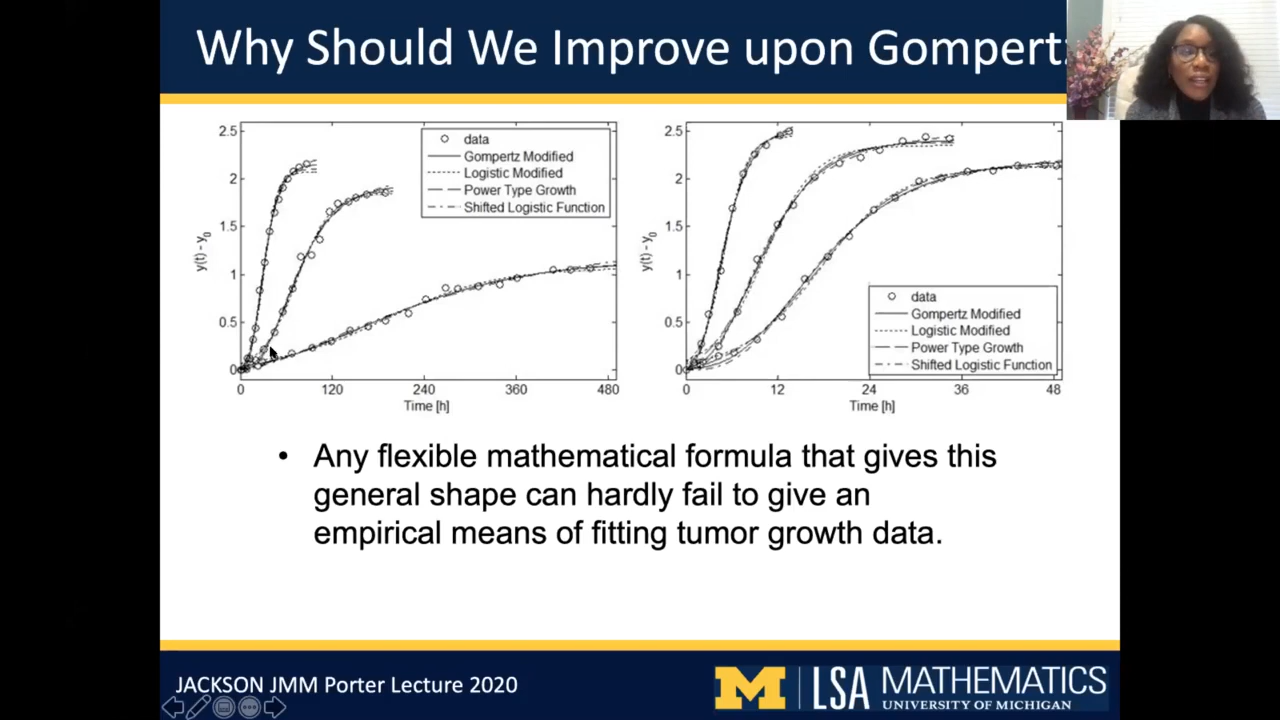 Why Should We Improve upon Gompertz
2.5
2
1.5
1
0.5
0
y(t) - y0
0 120 240 360 480
Time [h]
data
Gompertz Modified
Logistic Modified
Power Type Growth
Shifted Logistic Function
2.5
2
1.5
1
0.5
0
y(t) - y0
0 12 24 36 48
Time [h]
data
Gompertz Modified
Logistic Modified
Power Type Growth
Shifted Logistic Function
• Any flexible mathematical formula that gives this
general shape can hardly fail to give an
empirical means of fitting tumor growth data.
JACKSON JMM Porter Lecture 2020
M LSA MATHEMATICS
UNIVERSITY OF MICHIGAN